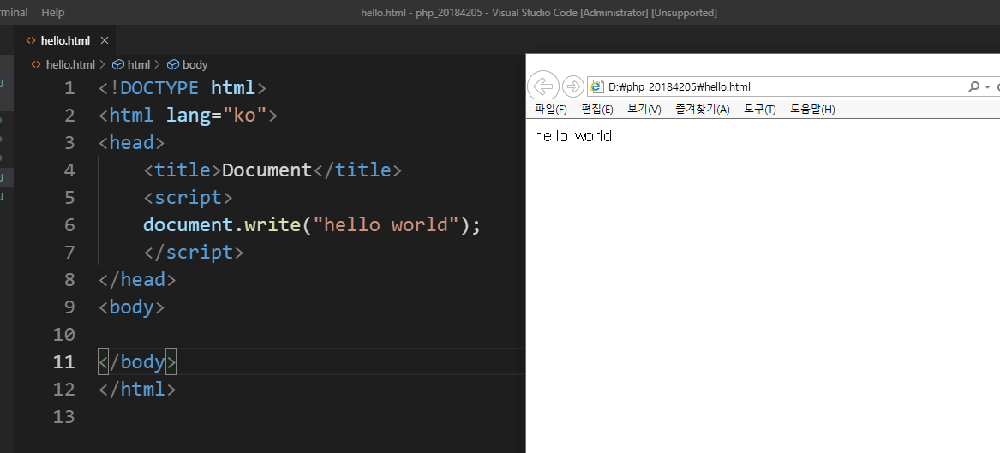 rminal Help hello.html - php_20184205 - Visual Studio Code [Administrator] [Unsupported]
<> hello.html ×
<> hello.html > html > body
1 <!DOCTYPE html>
2 <html lang="ko">
3 <head>
4 <title>Document</title>
5 <script>
6 document.write("hello world");
7 </script>
8 </head>
9 <body>
10
11 </body>
12 </html>
13
D:₩php_20184205₩hello.html
파일(F) 편집(E) 보기(V) 즐겨찾기(A) 도구(T) 도움말(H)
hello world